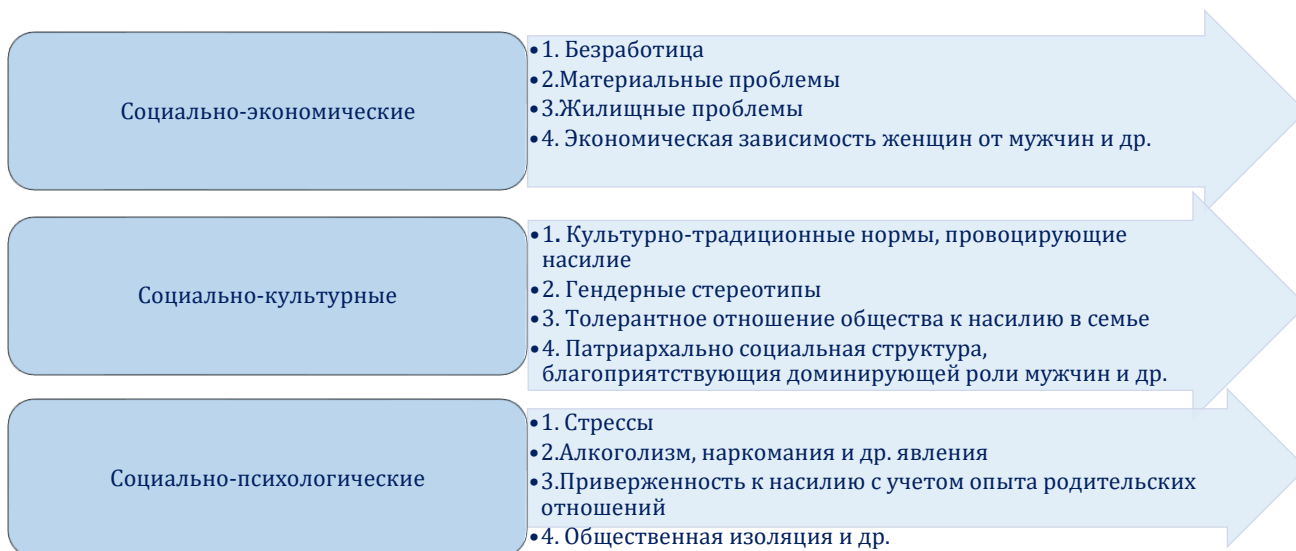 Социально-экономические
•1. Безработица
•2.Материальные проблемы
•3.Жилищные проблемы
•4. Экономическая зависимость женщин от мужчин и др.
Социально-культурные
•1. Культурно-традиционные нормы, провоцирующие
насилие
•2. Гендерные стереотипы
•3. Толерантное отношение общества к насилию в семье
•4. Патриархально социальная структура,
благоприятствующия доминирующей роли мужчин и др.
Социально-психологические
•1. Стрессы
•2.Алкоголизм, наркомания и др. явления
•3.Приверженность к насилию с учетом опыта родительских
отношений
•4. Общественная изоляция и др.